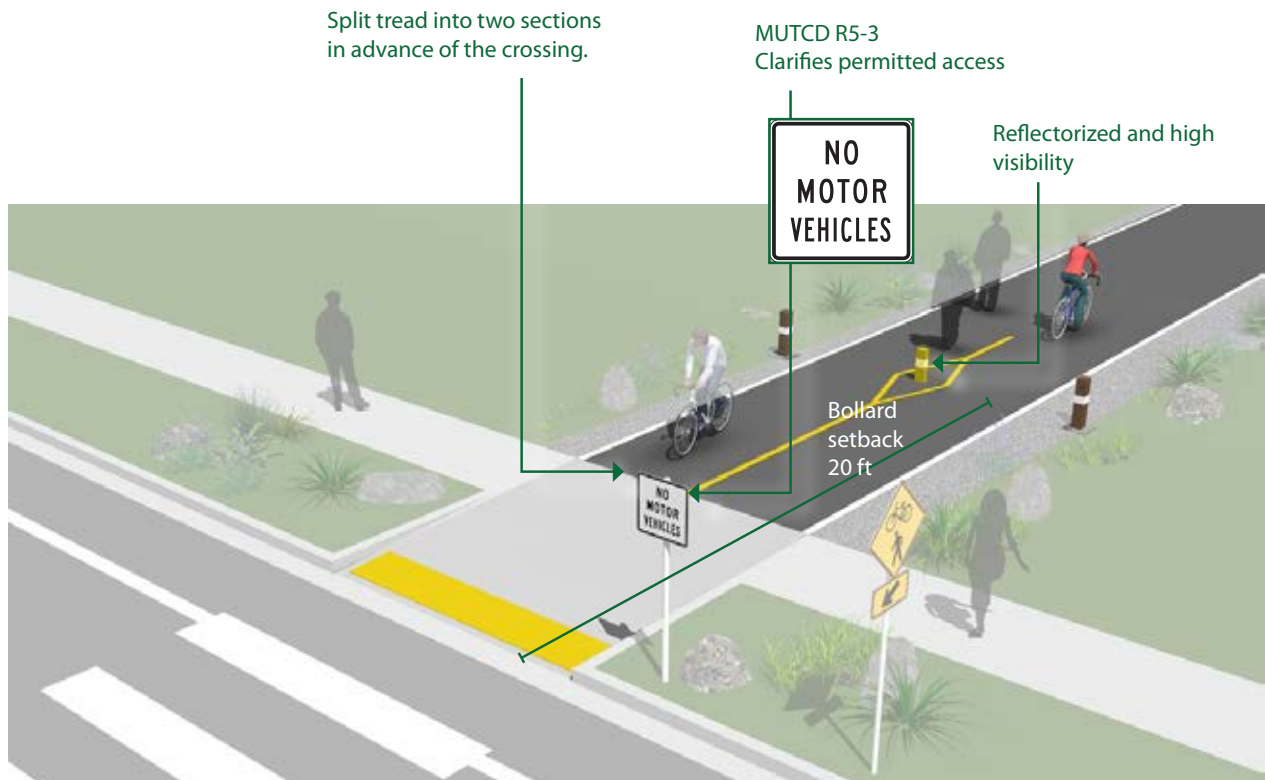 Split tread into two sections
in advance of the crossing.
MUTCD R5-3
Clarifies permitted access
Reflectorized and high
visibility
NO
MOTOR
VEHICLES
Bollard
setback
20 ft
NO
MOTOR
VEHICLES